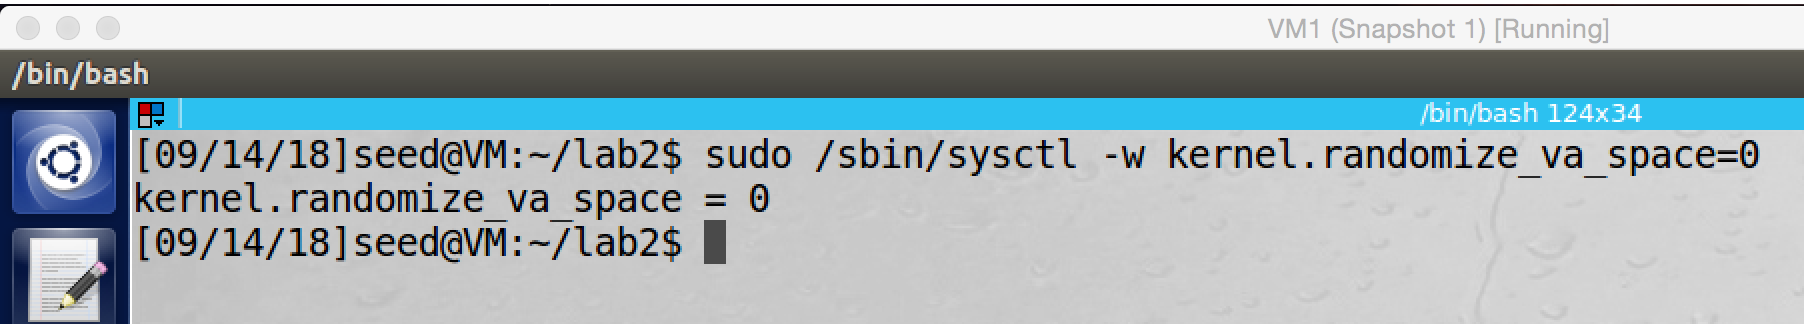 VM1 (Snapshot 1) [Running]
/bin/bash
/bin/bash 124x34
[09/14/18]seed@VM:~/lab2$ sudo /sbin/sysctl -w kernel.randomize_va_space=0
kernel.randomize_va_space = 0
[09/14/18]seed@VM:~/lab2$